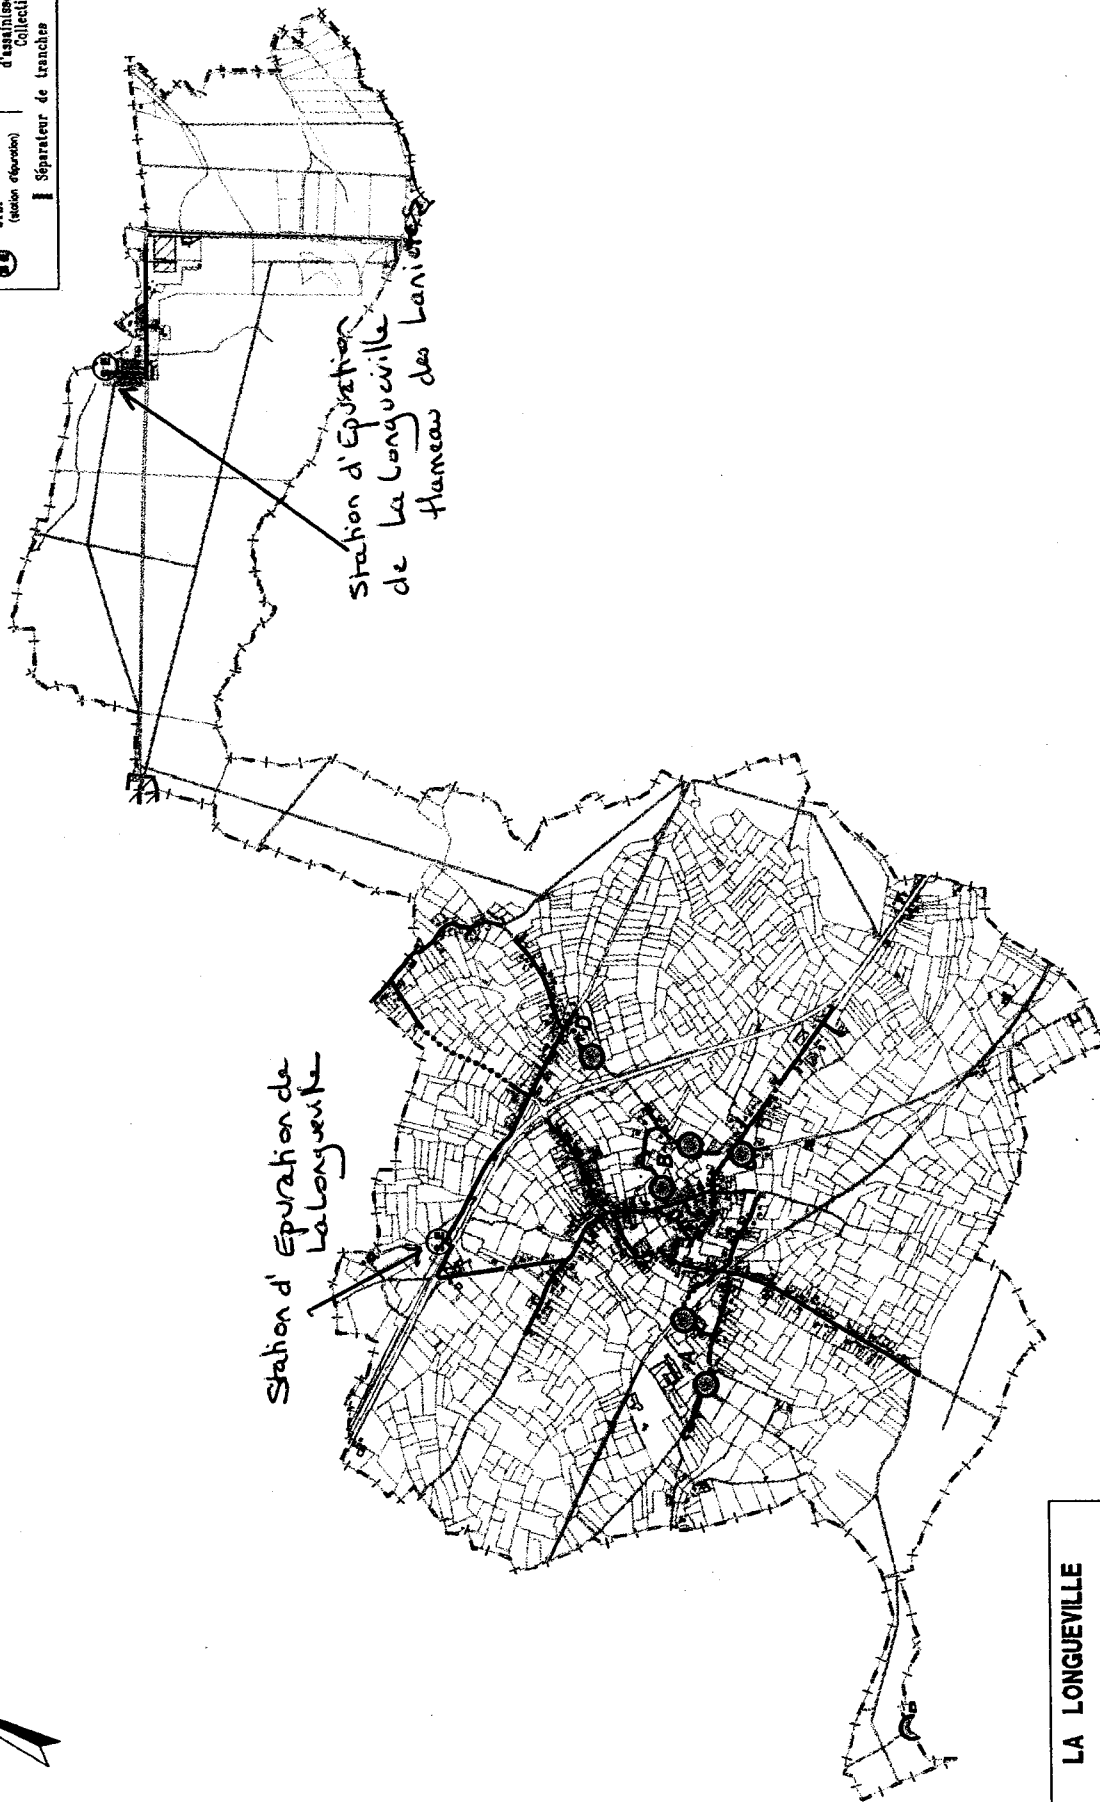 d'assainiss
Collecti
(station d'épuration)
Séparateur de tranches
Station d'Epuration
de La Longueville
Hameau des Lanières
Station d'Epuration de
La Longueville
D
B
A
LA LONGUEVILLE